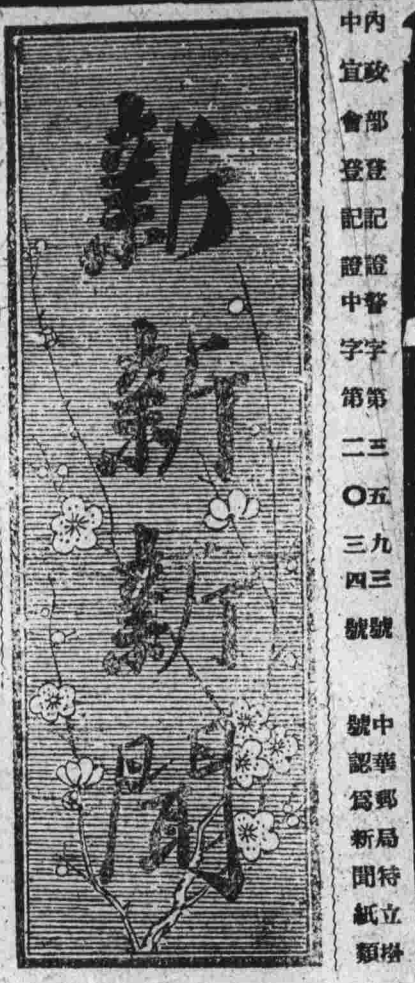 內政部登記證警字第三五九三號
中宣會登記證中字第二〇三四號
中華郵局特立掛
號認爲新聞紙類
新新新聞